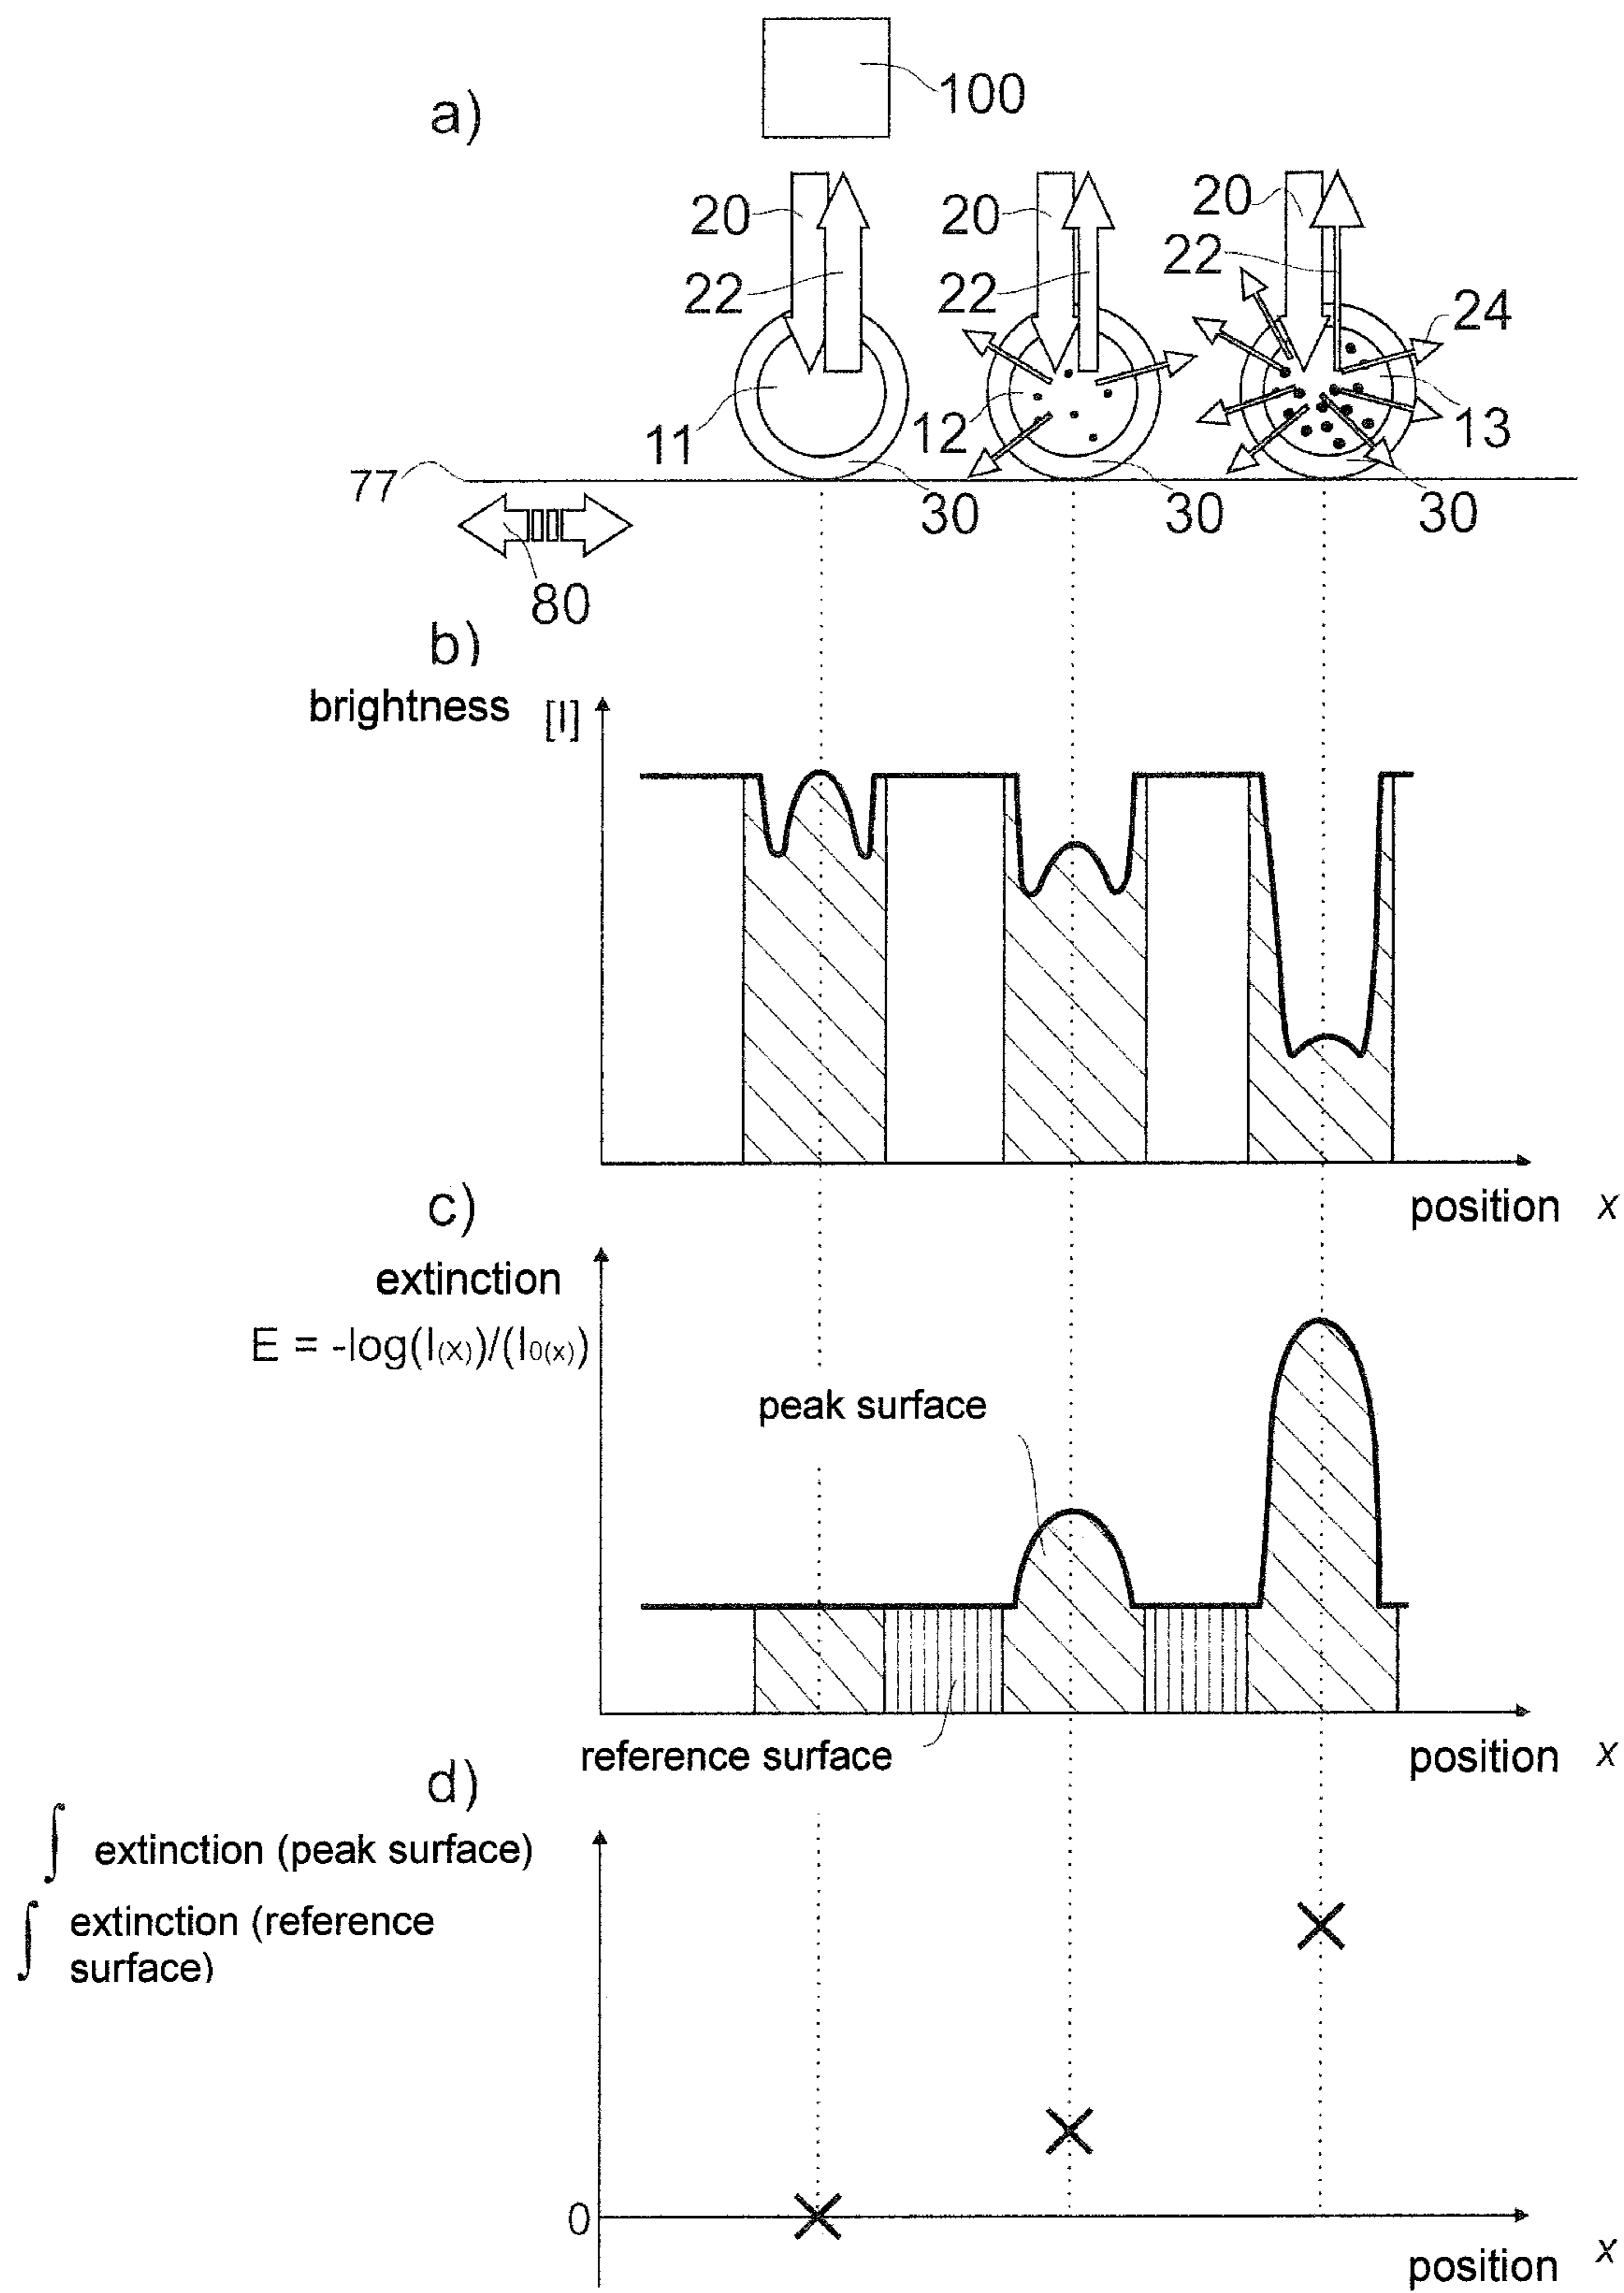 a)
100
20
20
20
22
22
22
24
11
12
13
77
30
30
30
80
b)
brightness [I]
position x
c)
extinction
E = -log(I(x))/(I0(x))
peak surface
reference surface
position x
d)
∫ extinction (peak surface)
∫ extinction (reference
surface)
0
position x